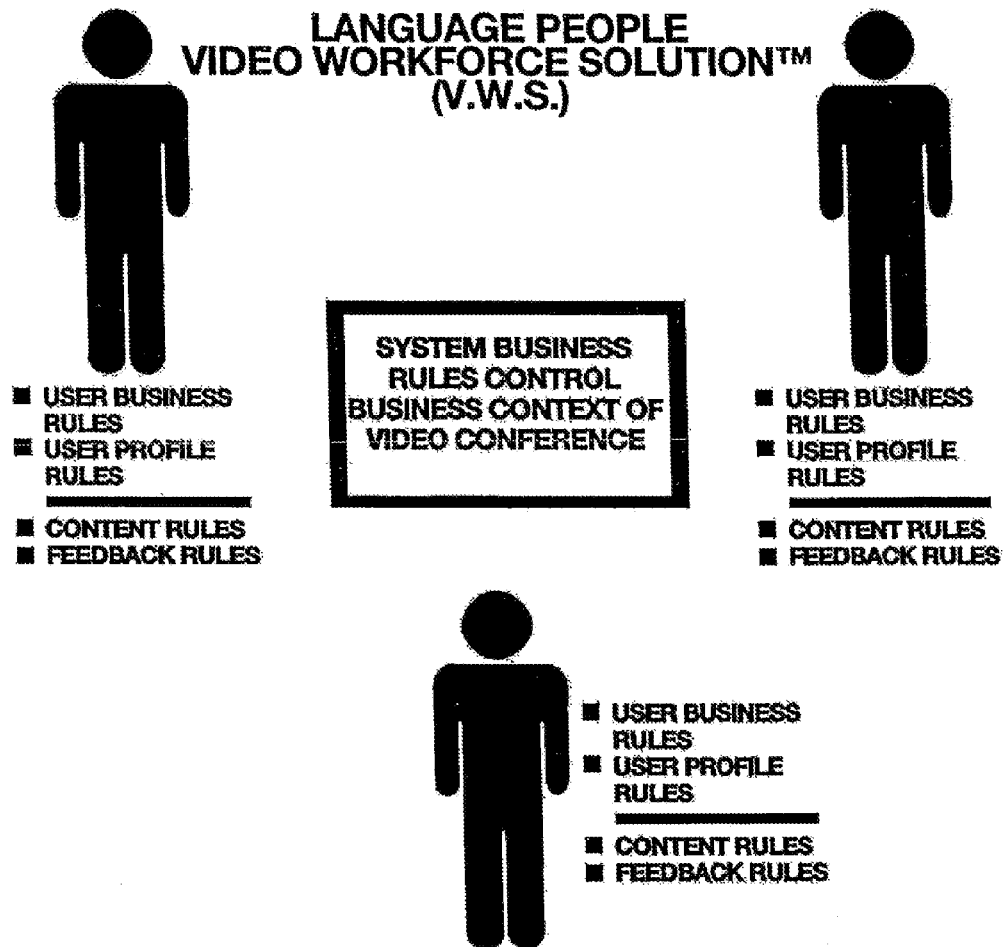 LANGUAGE PEOPLE
VIDEO WORKFORCE SOLUTION™
(V.W.S.)
SYSTEM BUSINESS
RULES CONTROL
BUSINESS CONTEXT OF
VIDEO CONFERENCE
■ USER BUSINESS
RULES
■ USER PROFILE
RULES
■ CONTENT RULES
■ FEEDBACK RULES
■ USER BUSINESS
RULES
■ USER PROFILE
RULES
■ CONTENT RULES
■ FEEDBACK RULES
■ USER BUSINESS
RULES
■ USER PROFILE
RULES
■ CONTENT RULES
■ FEEDBACK RULES